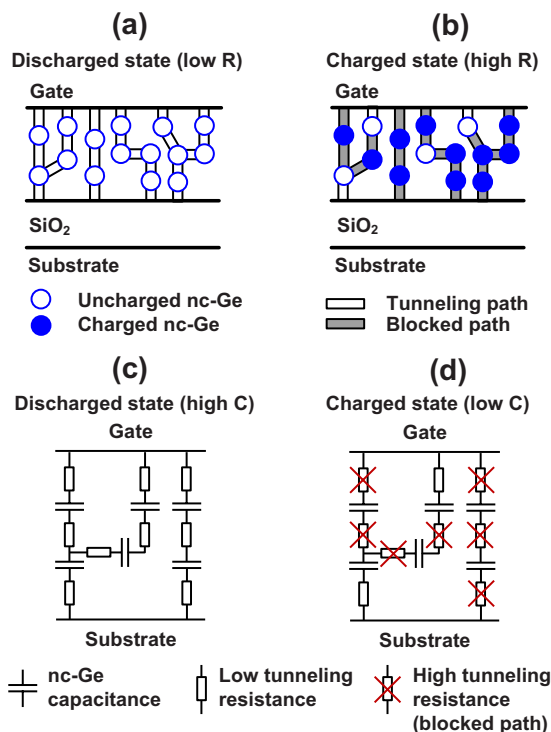 (a)
Discharged state (low R)
Gate
SiO₂
Substrate
Uncharged nc-Ge
Charged nc-Ge
(b)
Charged state (high R)
Gate
SiO₂
Substrate
Tunneling path
Blocked path
(c)
Discharged state (high C)
Gate
Substrate
(d)
Charged state (low C)
Gate
Substrate
nc-Ge
capacitance
Low tunneling
resistance
High tunneling
resistance
(blocked path)